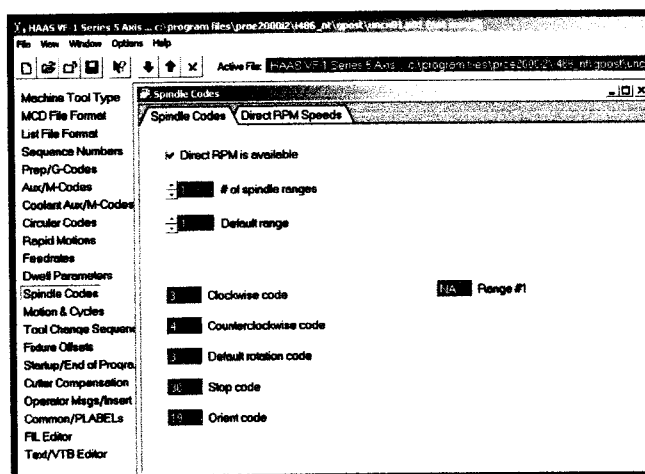 HAAS VF 1 Series 5 Axis ... c:\program files\proe2000i2\i486_nt\gpost\
File View Window Options Help
Active File: HAAS VF 1 Series 5 Axis ... c:\program files\proe2000i2\i486_nt\gpost\unc
Machine Tool Type
MCD File Format
List File Format
Sequence Numbers
Prep/G-Codes
Aux/M-Codes
Coolant Aux/M-Codes
Circular Codes
Rapid Motions
Feedrates
Dwell Parameters
Spindle Codes
Motion & Cycles
Tool Change Sequen
Fixture Offsets
Startup/End of Progra
Cutter Compensation
Operator Msgs/Insert
Common/PLABELs
FIL Editor
Text/VTB Editor
Spindle Codes
Spindle Codes Direct RPM Speeds
Direct RPM is available
1 # of spindle ranges
1 Default range
3 Clockwise code
NA Range #1
4 Counterclockwise code
3 Default rotation code
Stop code
19 Orient code